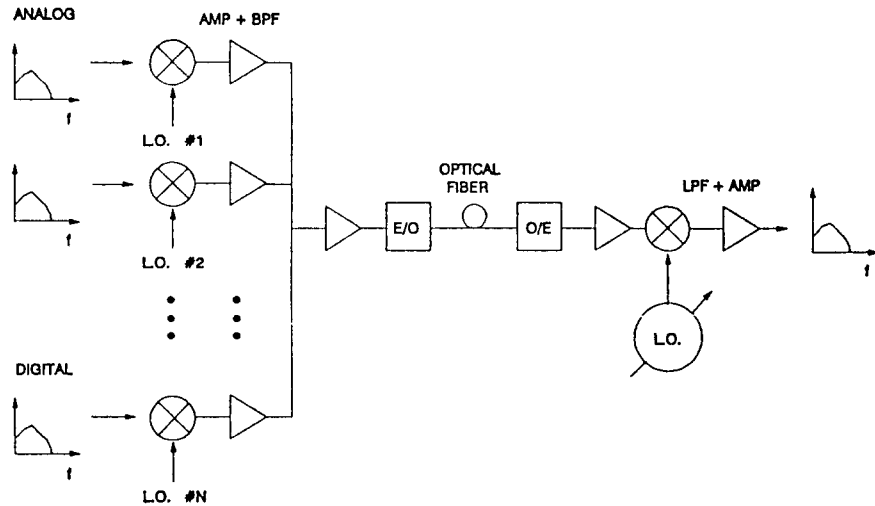 ANALOG
AMP + BPF
f
L.O. #1
f
L.O. #2
OPTICAL
FIBER
LPF + AMP
E/O
O/E
f
L.O.
DIGITAL
f
L.O. #N